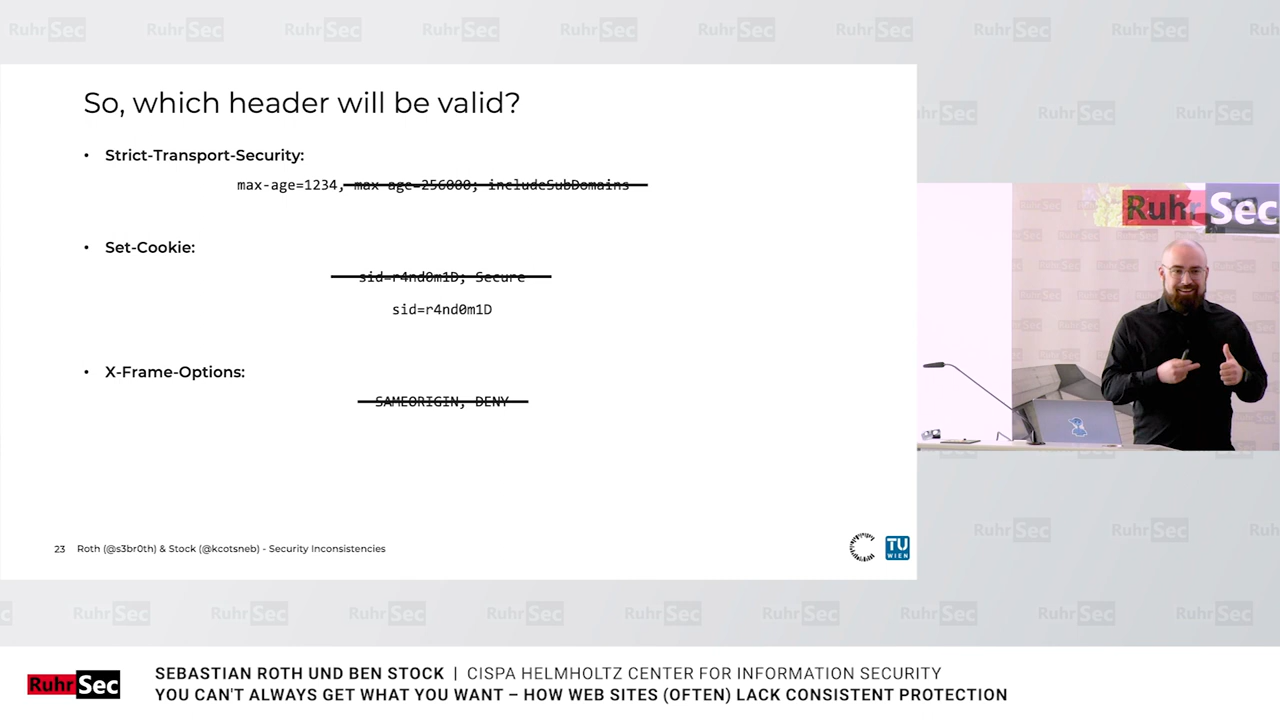 So, which header will be valid?
• Strict-Transport-Security:
max-age=1234, max-age=256000; includeSubDomains
• Set-Cookie:
sid=r4nd0m1D; Secure
sid=r4nd0m1D
• X-Frame-Options:
SAMEORIGIN, DENY
23 Roth (@s3br0th) & Stock (@kcotsneb) - Security Inconsistencies
TU
WIEN
RuhrSec
RuhrSec
SEBASTIAN ROTH UND BEN STOCK | CISPA HELMHOLTZ CENTER FOR INFORMATION SECURITY
YOU CAN'T ALWAYS GET WHAT YOU WANT – HOW WEB SITES (OFTEN) LACK CONSISTENT PROTECTION